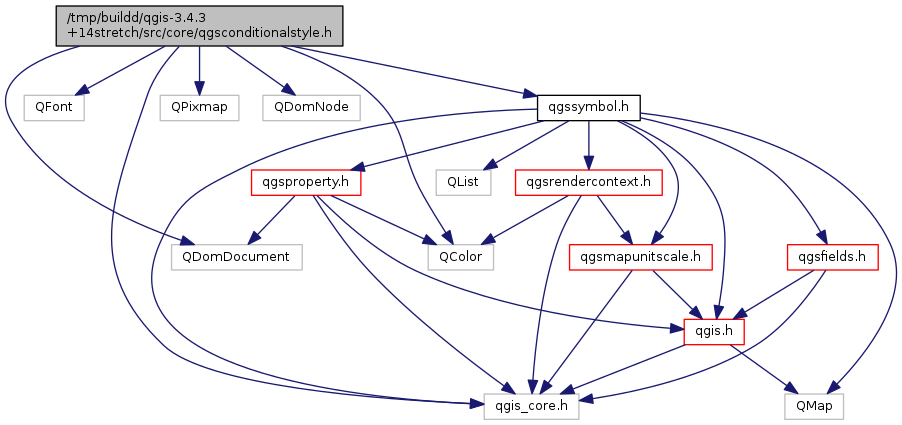 /tmp/buildd/qgis-3.4.3
+14stretch/src/core/qgsconditionalstyle.h
QFont
QPixmap
QDomNode
qgssymbol.h
qgsproperty.h
QList
qgsrendercontext.h
QDomDocument
QColor
qgsmapunitscale.h
qgsfields.h
qgis.h
qgis_core.h
QMap